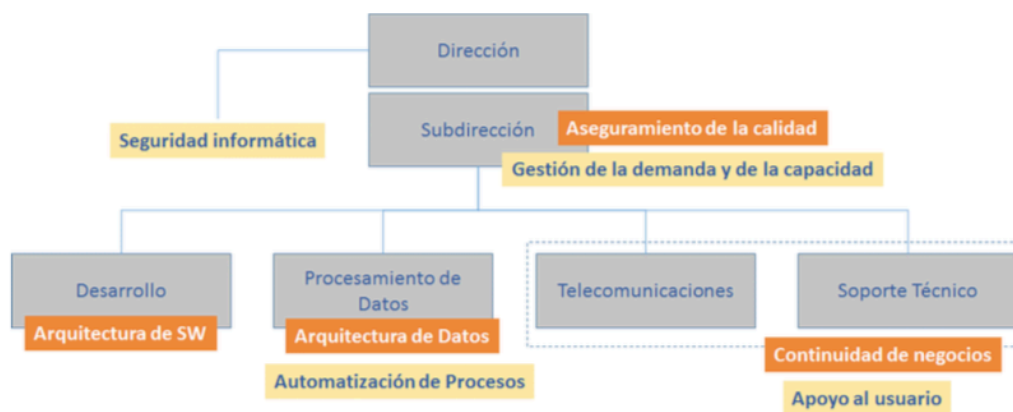 Dirección
Subdirección
Aseguramiento de la calidad
Seguridad informática
Gestión de la demanda y de la capacidad
Desarrollo
Procesamiento de
Datos
Telecomunicaciones
Soporte Técnico
Arquitectura de SW
Arquitectura de Datos
Continuidad de negocios
Automatización de Procesos
Apoyo al usuario